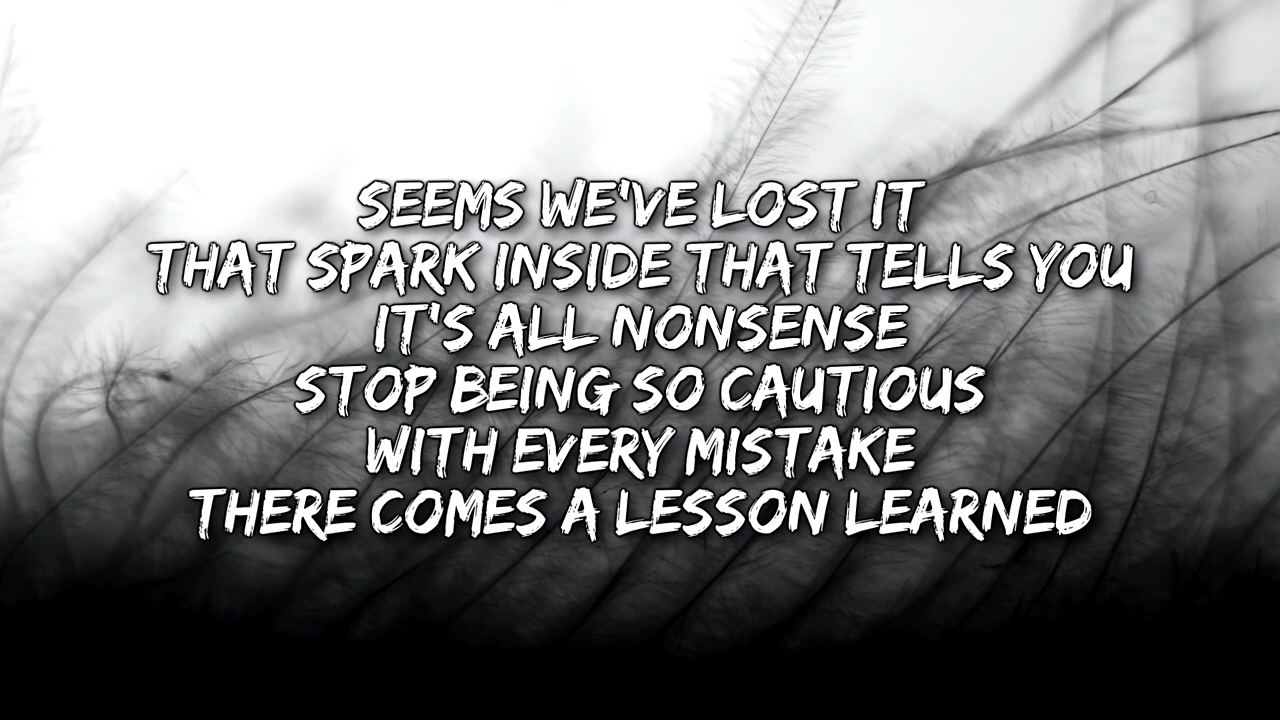 SEEMS WE'VE LOST IT
THAT SPARK INSIDE THAT TELLS YOU
IT'S ALL NONSENSE
STOP BEING SO CAUTIOUS
WITH EVERY MISTAKE
THERE COMES A LESSON LEARNED